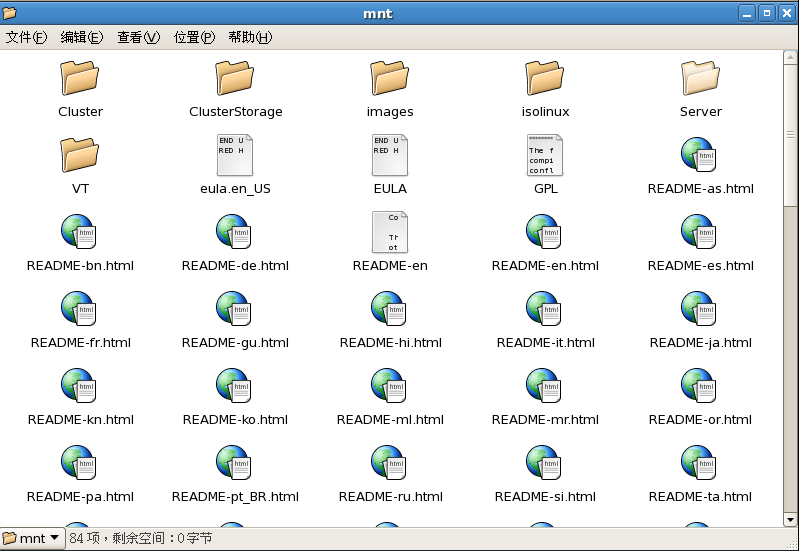 mnt
文件(F) 编辑(E) 查看(V) 位置(P) 帮助(H)
Cluster ClusterStorage images isolinux Server
END U END U ******** 
RED H RED H The f
compi
confl
html
VT eula.en_US EULA GPL README-as.html
html html Co html html
Th
ot
README-bn.html README-de.html README-en README-en.html README-es.html
html html html html html
README-fr.html README-gu.html README-hi.html README-it.html README-ja.html
html html html html html
README-kn.html README-ko.html README-ml.html README-mr.html README-or.html
html html html html html
README-pa.html README-pt_BR.html README-ru.html README-si.html README-ta.html
mnt 84 项，剩余空间：0 字节